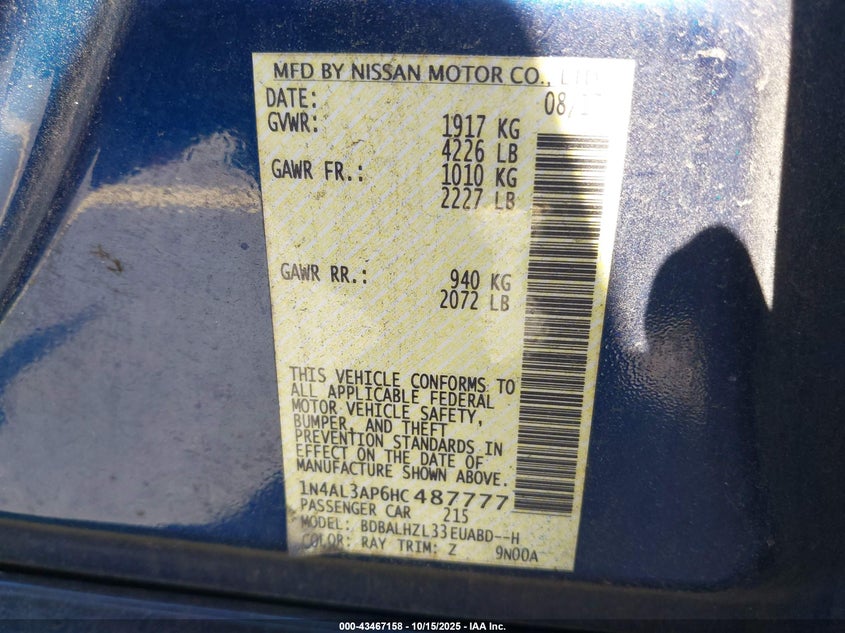 MFD BY NISSAN MOTOR CO., LTD
DATE: 08/17
GVWR: 1917 KG
4226 LB
GAWR FR.: 1010 KG
2227 LB
GAWR RR.: 940 KG
2072 LB
THIS VEHICLE CONFORMS TO
ALL APPLICABLE FEDERAL
MOTOR VEHICLE SAFETY,
BUMPER, AND THEFT
PREVENTION STANDARDS IN
EFFECT ON THE DATE OF
MANUFACTURE SHOWN ABOVE.
1N4AL3AP6HC487777
PASSENGER CAR 215
MODEL: BDBALHZL33EUABD--H
COLOR: RAY TRIM: Z 9N00A
000-43467158 - 10/15/2025 - IAA Inc.